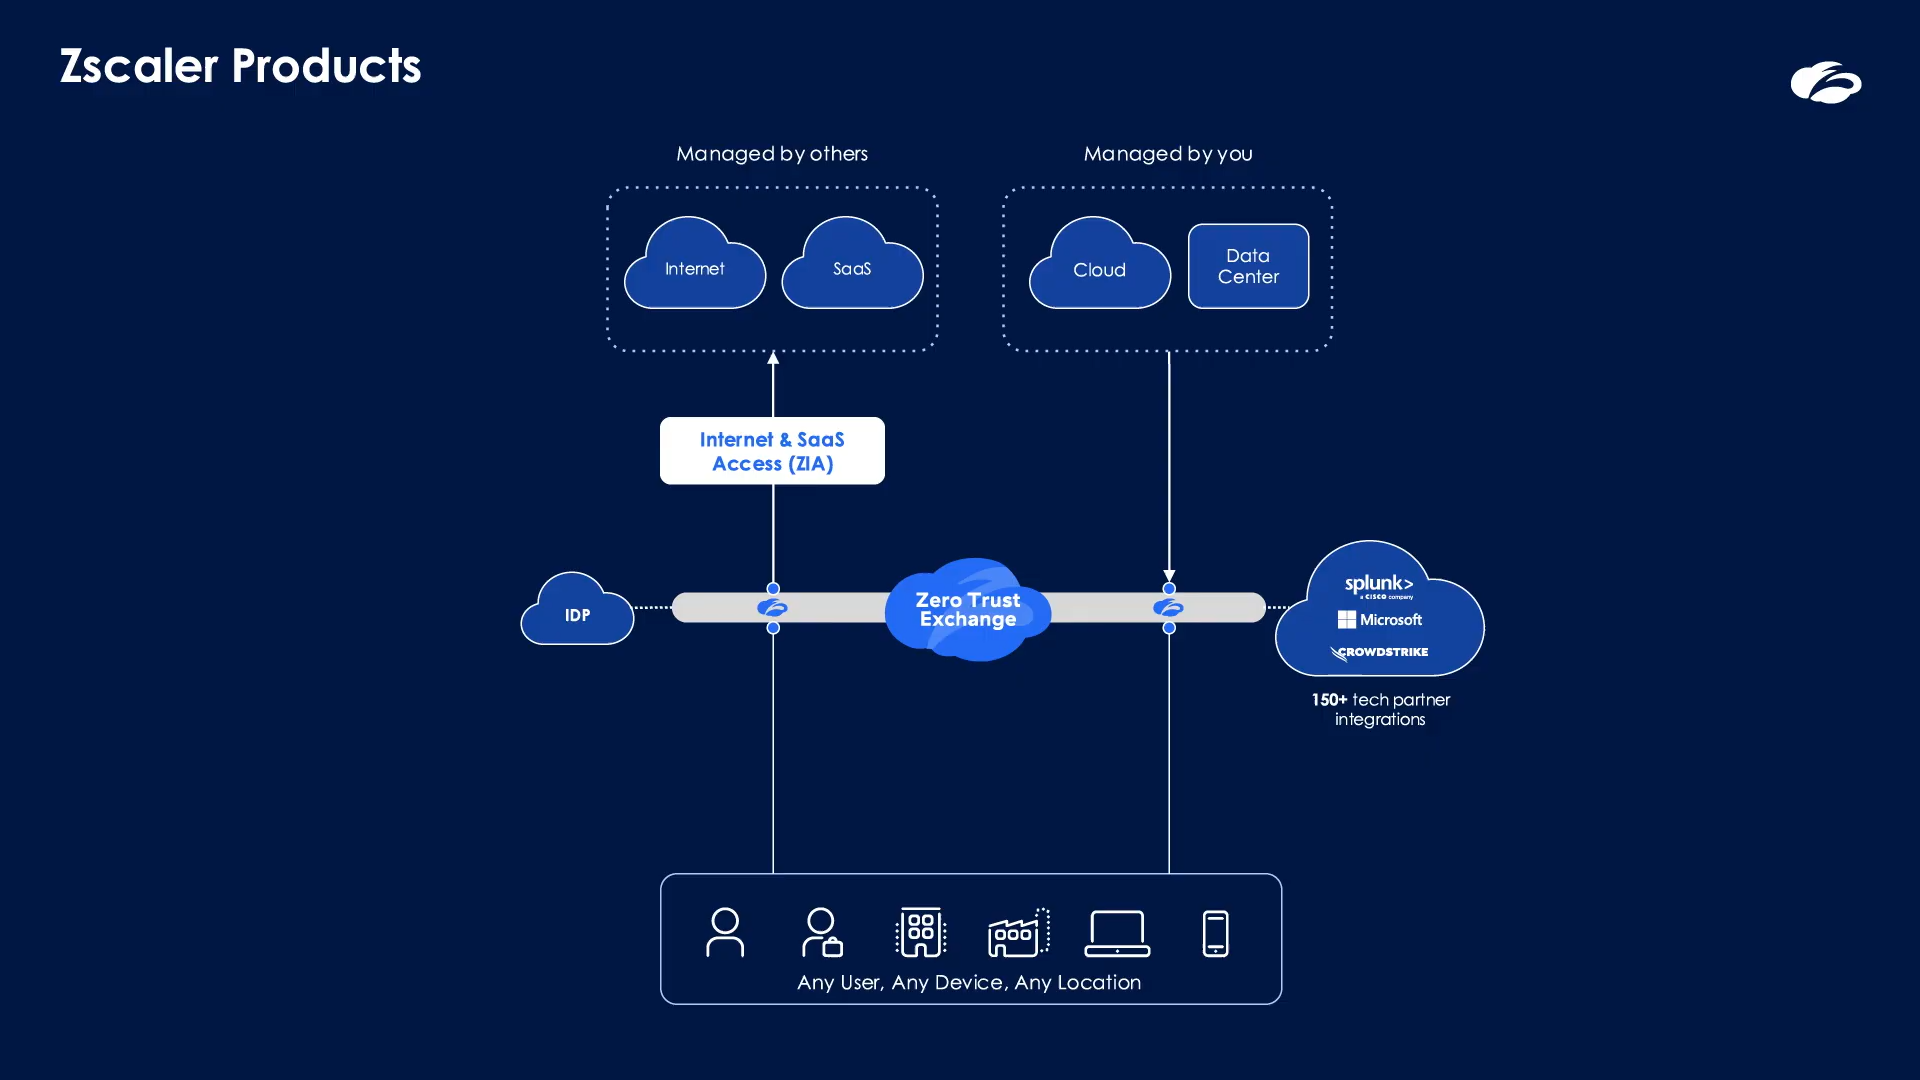 Zscaler Products
Managed by others
Managed by you
Internet
SaaS
Cloud
Data
Center
Internet & SaaS
Access (ZIA)
IDP
Zero Trust
Exchange
splunk>
a CISCO company
Microsoft
CROWDSTRIKE
150+ tech partner
integrations
Any User, Any Device, Any Location